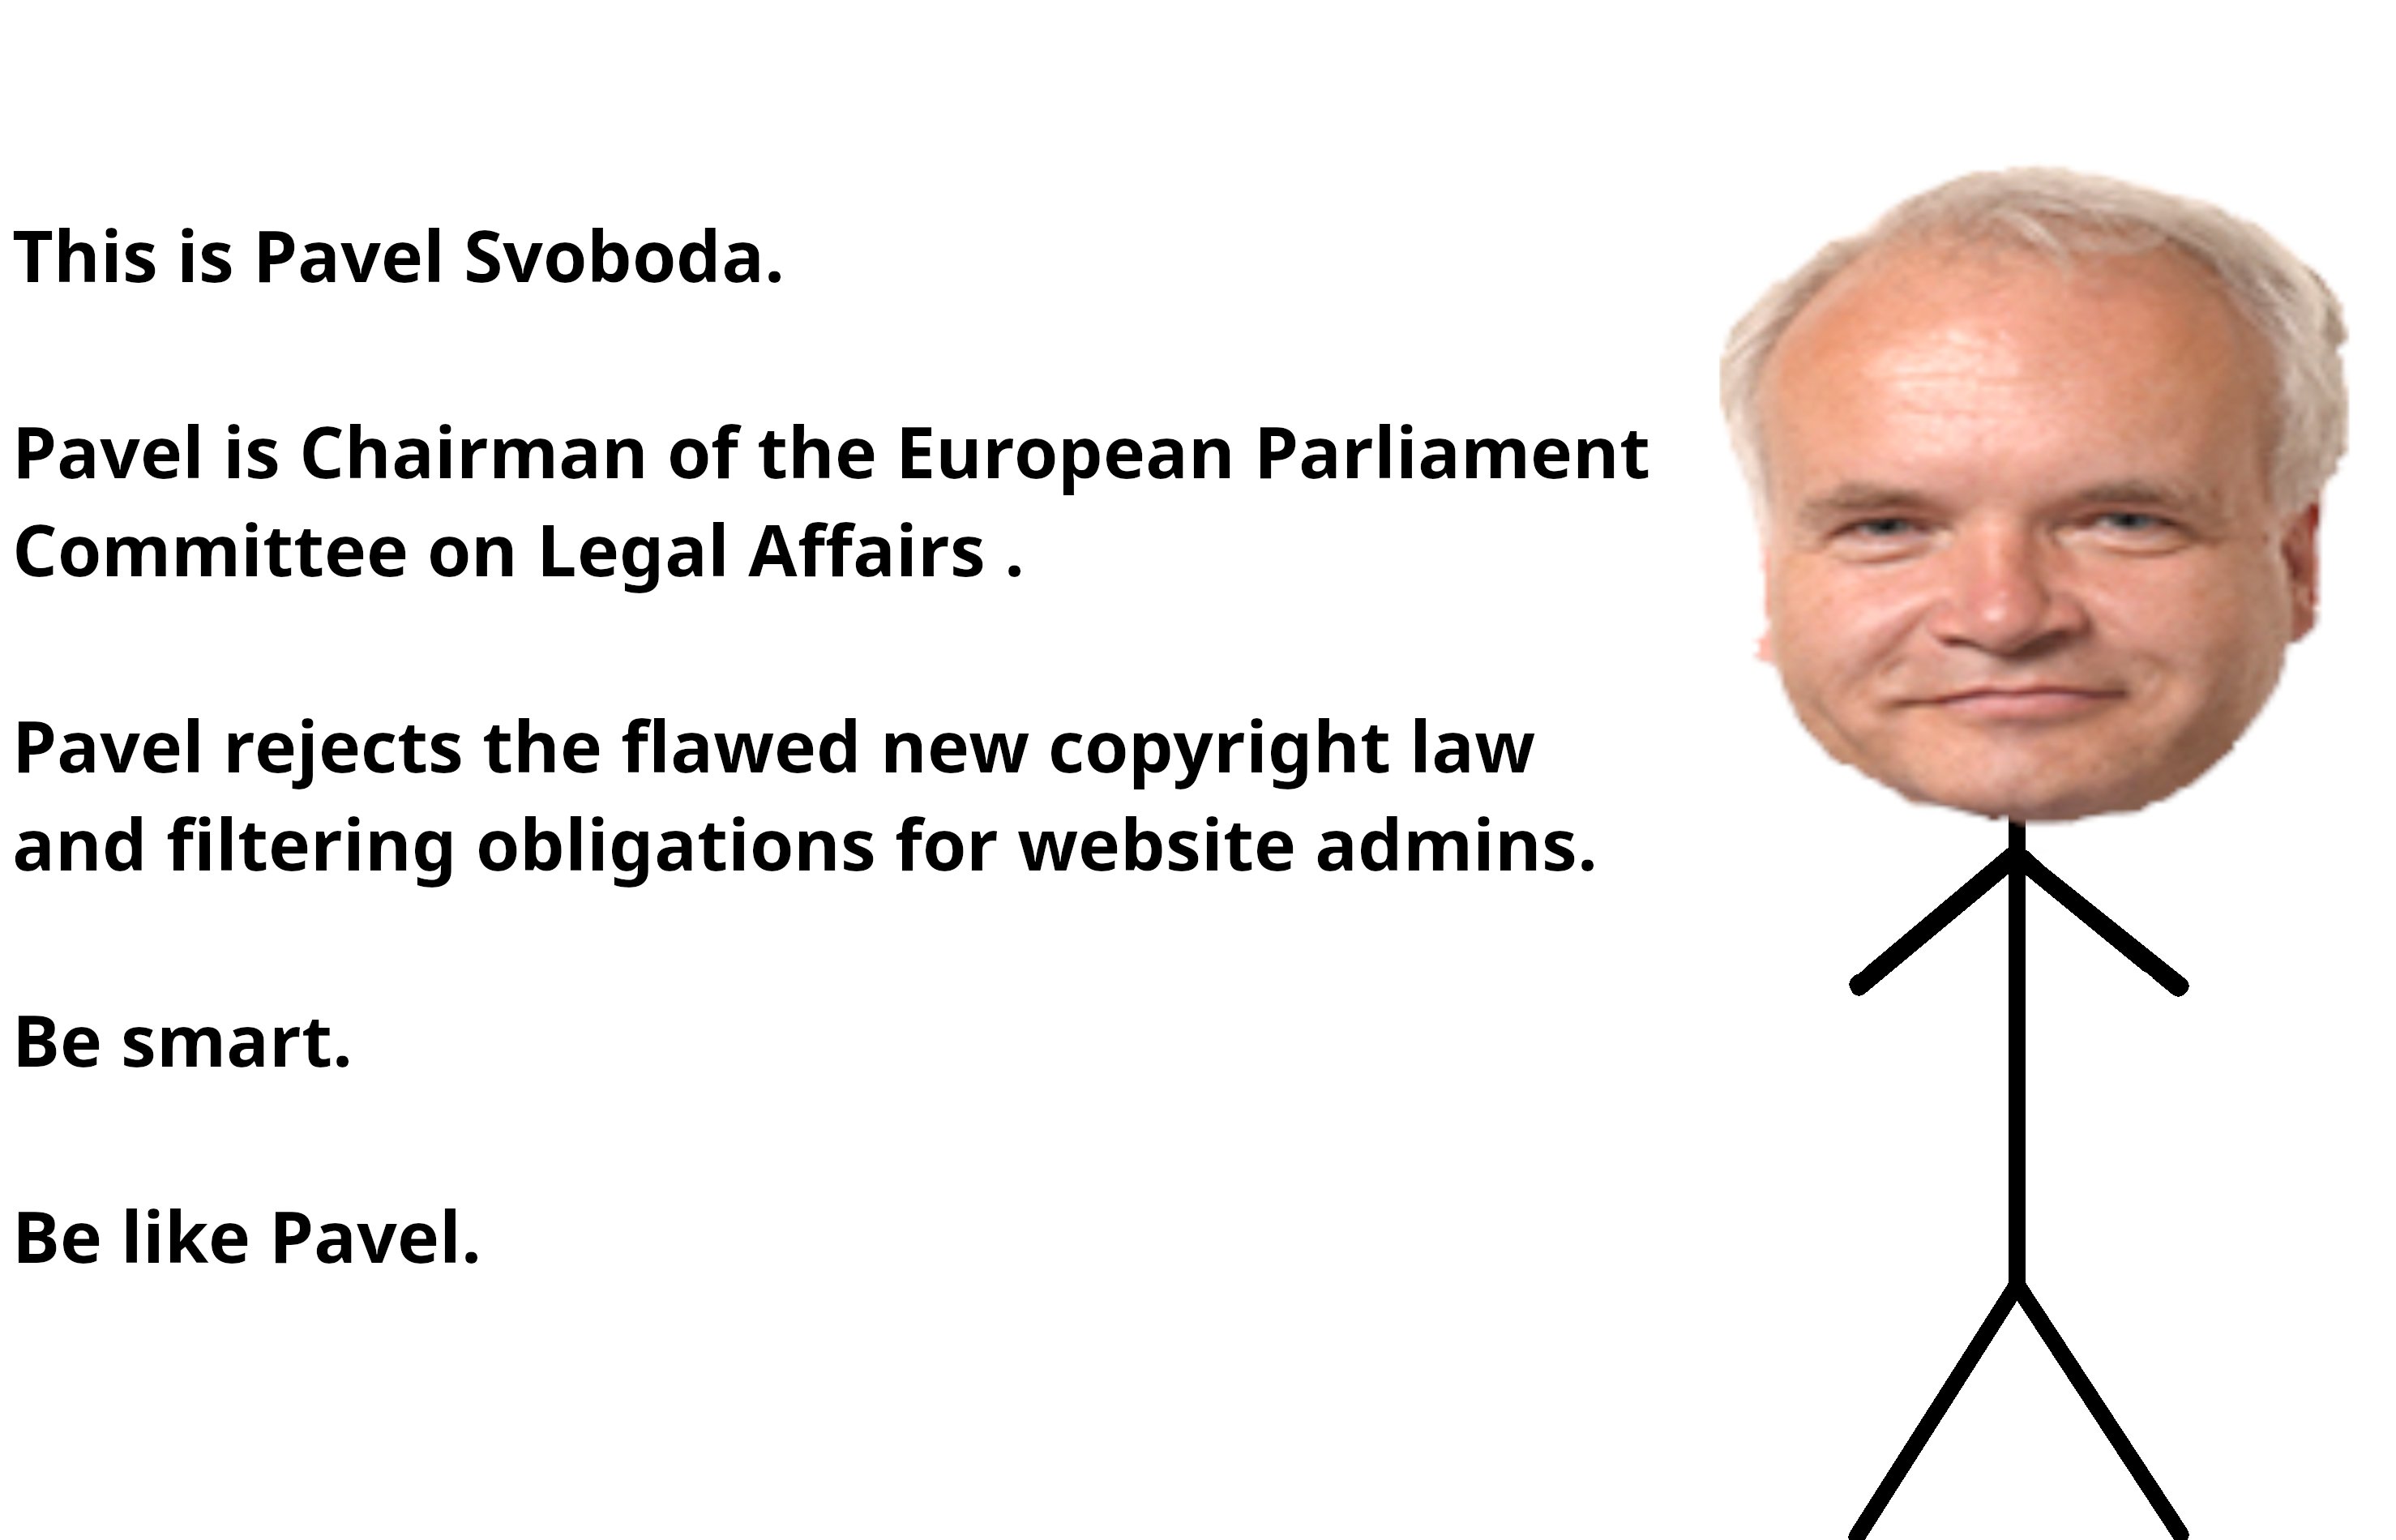 This is Pavel Svoboda.
Pavel is Chairman of the European Parliament
Committee on Legal Affairs .
Pavel rejects the flawed new copyright law
and filtering obligations for website admins.
Be smart.
Be like Pavel.